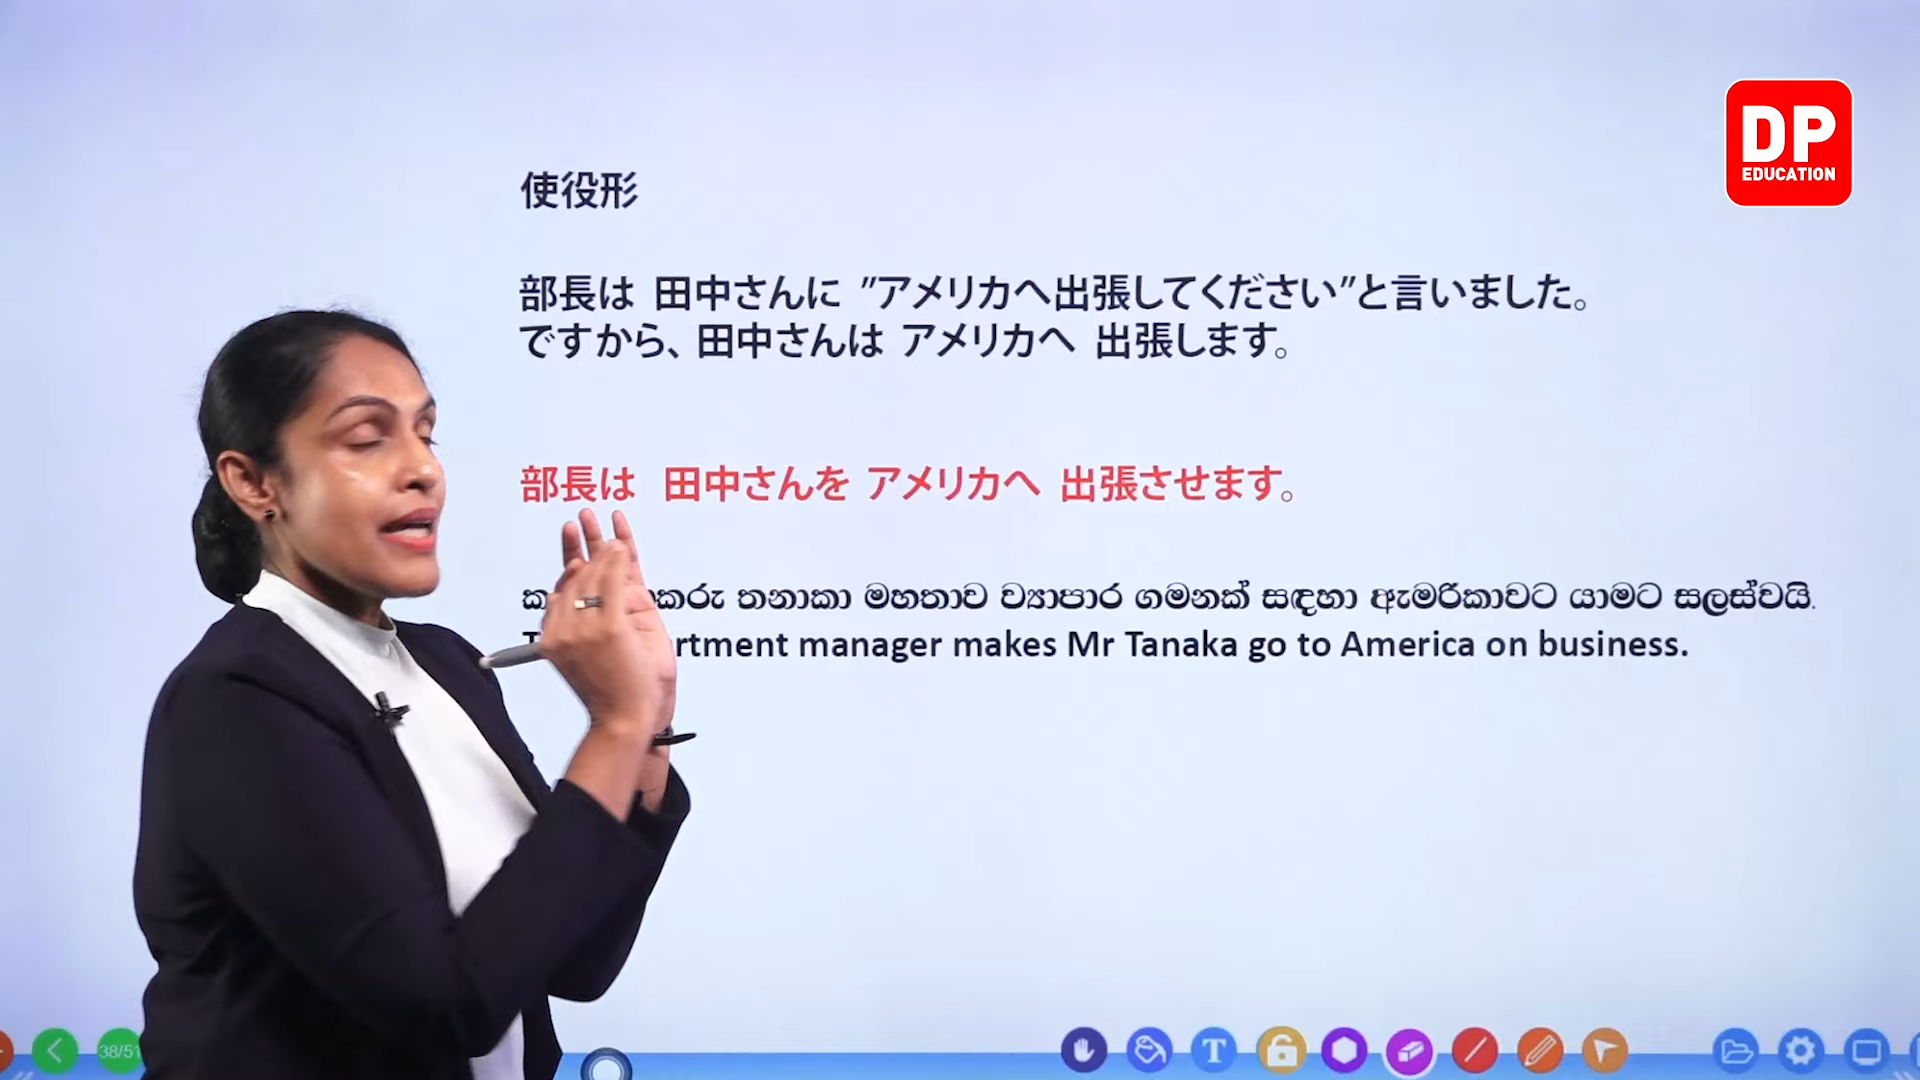 DP
EDUCATION
使役形
部長は 田中さんに ”アメリカへ出張してください”と言いました。
ですから、田中さんは アメリカへ 出張します。
部長は 田中さんを アメリカへ 出張させます。
තනාකා මහතාව ව්‍යාපාර ගමනක් සඳහා ඇමරිකාවට යාමට සලස්වයි.
manager makes Mr Tanaka go to America on business.
38/51
T